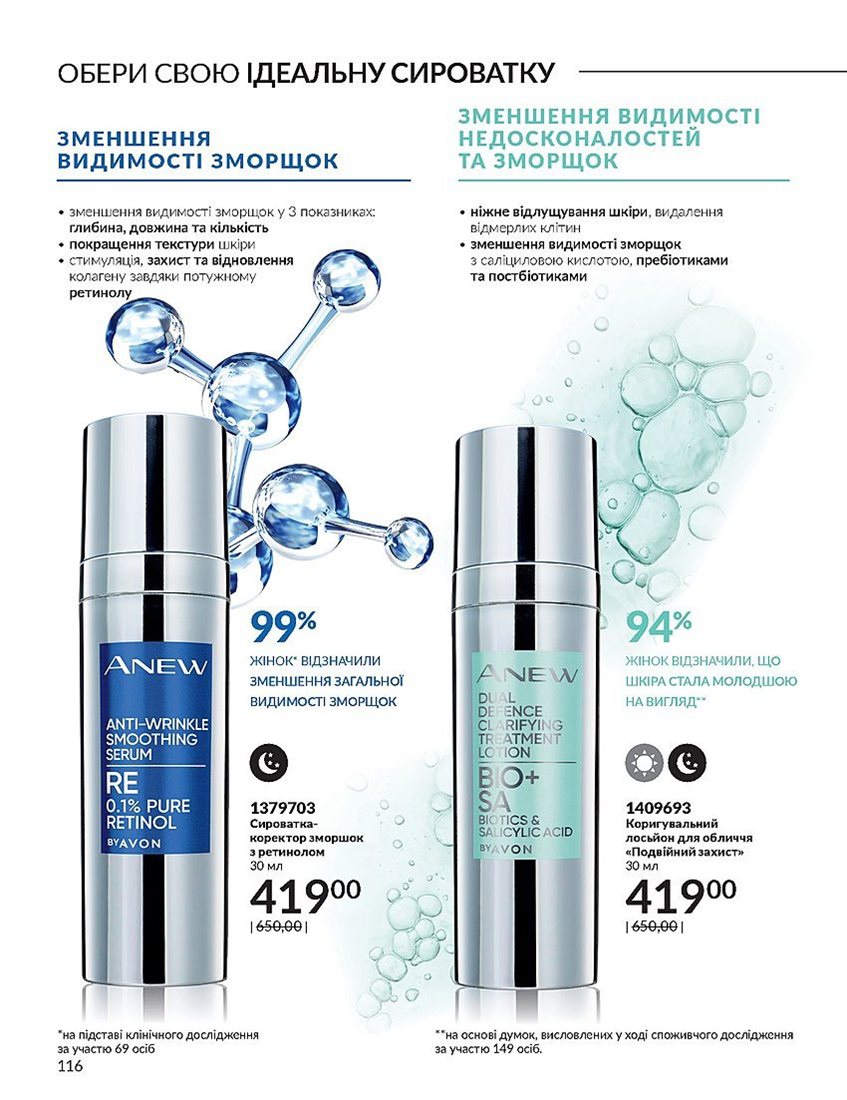 ОБЕРИ СВОЮ ІДЕАЛЬНУ СИРОВАТКУ
ЗМЕНШЕННЯ
ВИДИМОСТІ ЗМОРЩОК
• зменшення видимості зморщок у 3 показниках:
глибина, довжина та кількість
• покращення текстури шкіри
• стимуляція, захист та відновлення
колагену завдяки потужному
ретинолу
ЗМЕНШЕННЯ ВИДИМОСТІ
НЕДОСКОНАЛОСТЕЙ
ТА ЗМОРЩОК
• ніжне відлущування шкіри, видалення
відмерлих клітин
• зменшення видимості зморщок
з саліциловою кислотою, пребіотиками
та постбіотиками
ANEW
ANTI-WRINKLE
SMOOTHING
SERUM
RE
0.1% PURE
RETINOL
BY AVON
99%
ЖІНОК* ВІДЗНАЧИЛИ
ЗМЕНШЕННЯ ЗАГАЛЬНОЇ
ВИДИМОСТІ ЗМОРЩОК
1379703
Сироватка-
коректор зморшок
з ретинолом
30 мл
41900
| 650,00 |
ANEW
DUAL
DEFENCE
CLARIFYING
TREATMENT
LOTION
BIO+
SA
BIOTICS &
SALICYLIC ACID
BY AVON
94%
ЖІНОК ВІДЗНАЧИЛИ, ЩО
ШКІРА СТАЛА МОЛОДШОЮ
НА ВИГЛЯД**
1409693
Коригувальний
лосьйон для обличчя
«Подвійний захист»
30 мл
41900
| 650,00 |
*на підставі клінічного дослідження
за участю 69 осіб
**на основі думок, висловлених у ході споживчого дослідження
за участю 149 осіб.
116